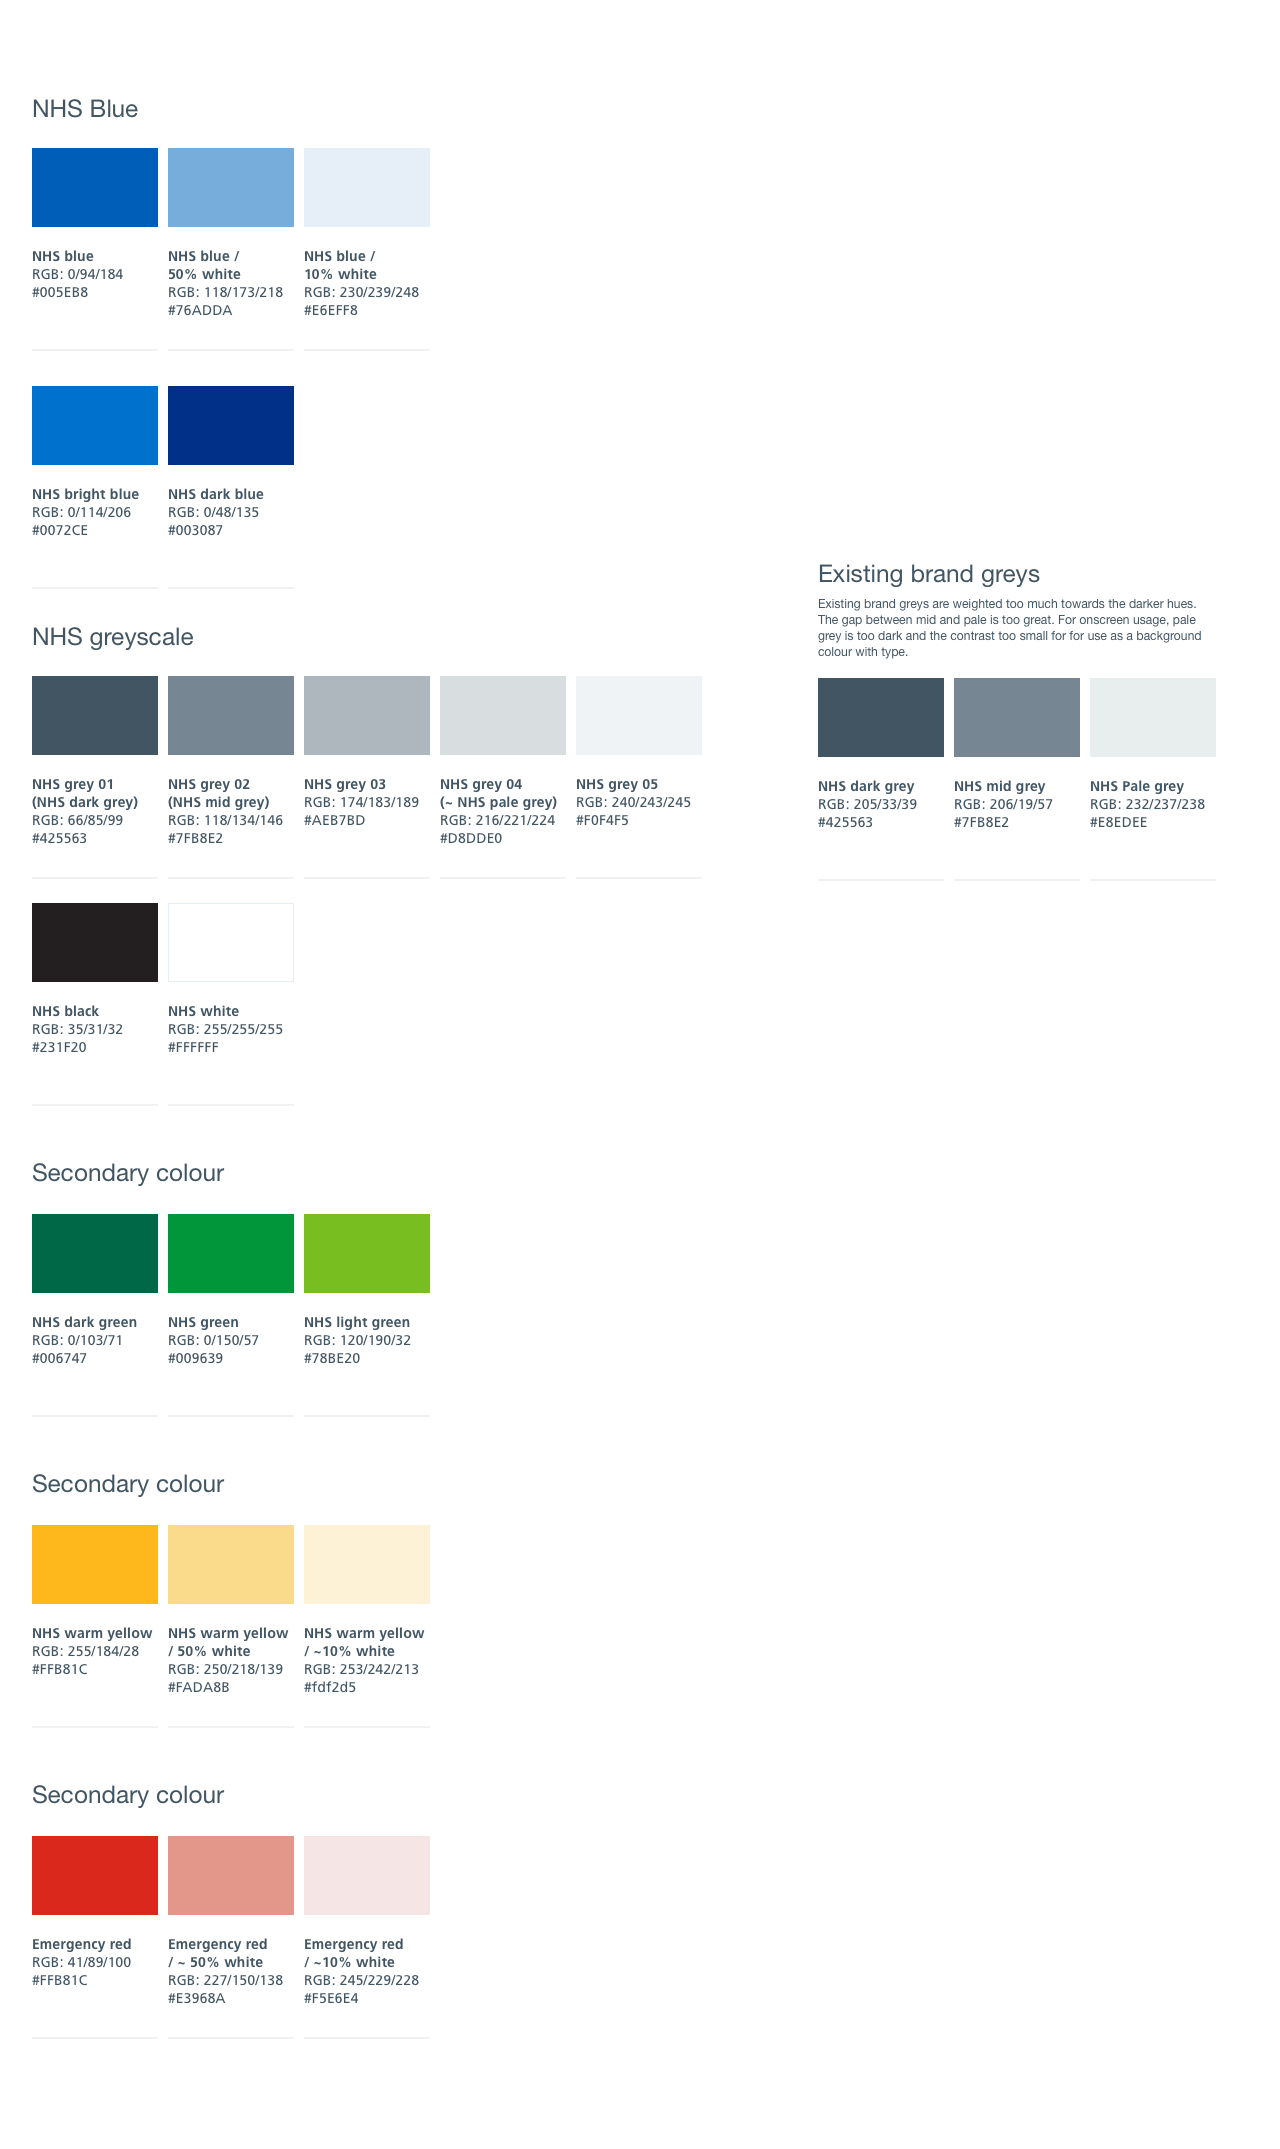 NHS Blue
NHS blue
RGB: 0/94/184
#005EB8
NHS blue /
50% white
RGB: 118/173/218
#76ADDA
NHS blue /
10% white
RGB: 230/239/248
#E6EFF8
NHS bright blue
RGB: 0/114/206
#0072CE
NHS dark blue
RGB: 0/48/135
#003087
NHS greyscale
NHS grey 01
(NHS dark grey)
RGB: 66/85/99
#425563
NHS grey 02
(NHS mid grey)
RGB: 118/134/146
#7FB8E2
NHS grey 03
RGB: 174/183/189
#AEB7BD
NHS grey 04
(~ NHS pale grey)
RGB: 216/221/224
#D8DDE0
NHS grey 05
RGB: 240/243/245
#F0F4F5
NHS black
RGB: 35/31/32
#231F20
NHS white
RGB: 255/255/255
#FFFFFF
Existing brand greys
Existing brand greys are weighted too much towards the darker hues.
The gap between mid and pale is too great. For onscreen usage, pale
grey is too dark and the contrast too small for for use as a background
colour with type.
NHS dark grey
RGB: 205/33/39
#425563
NHS mid grey
RGB: 206/19/57
#7FB8E2
NHS Pale grey
RGB: 232/237/238
#E8EDEE
Secondary colour
NHS dark green
RGB: 0/103/71
#006747
NHS green
RGB: 0/150/57
#009639
NHS light green
RGB: 120/190/32
#78BE20
Secondary colour
NHS warm yellow
RGB: 255/184/28
#FFB81C
NHS warm yellow
/ 50% white
RGB: 250/218/139
#FADA8B
NHS warm yellow
/ ~10% white
RGB: 253/242/213
#fdf2d5
Secondary colour
Emergency red
RGB: 41/89/100
#FFB81C
Emergency red
/ ~ 50% white
RGB: 227/150/138
#E3968A
Emergency red
/ ~10% white
RGB: 245/229/228
#F5E6E4